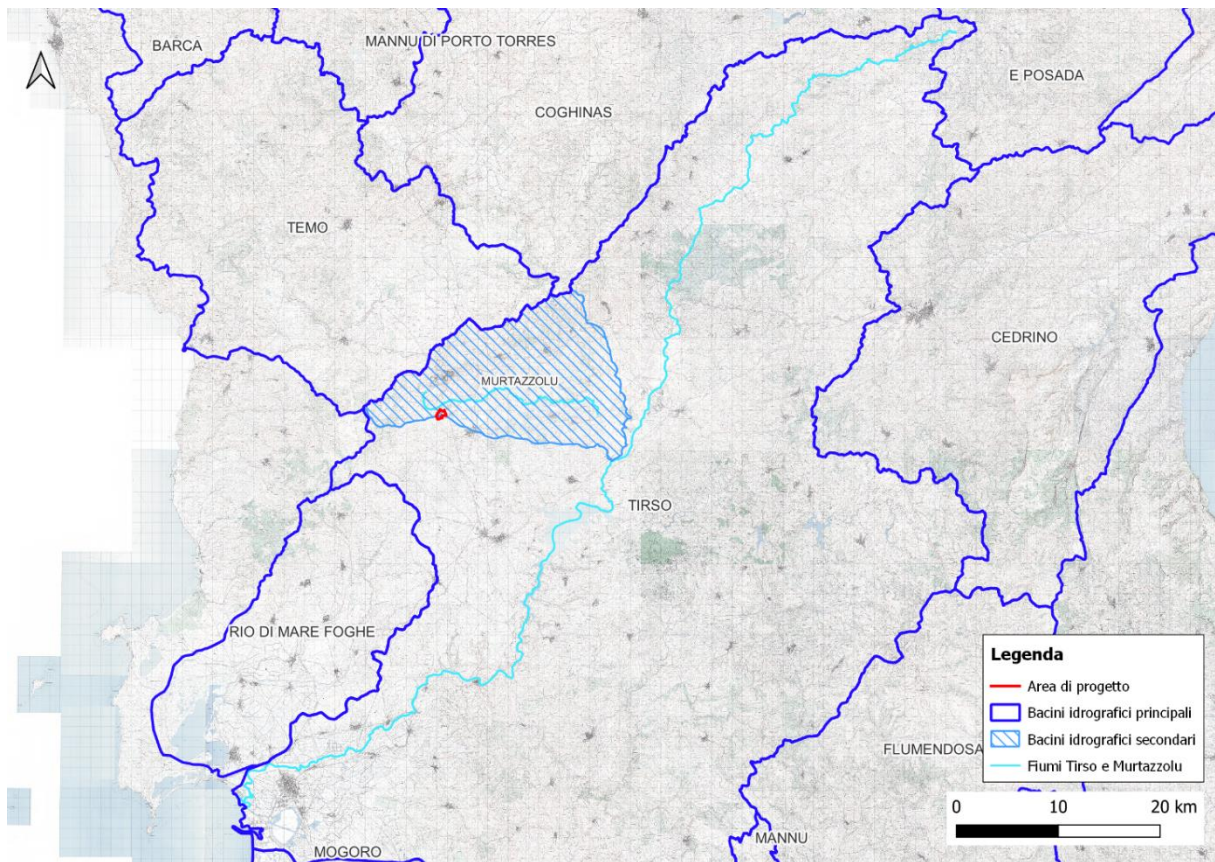 BARCA
MANNU DI PORTO TORRES
E POSADA
COGHINAS
TEMO
CEDRINO
MURTAZZOLU
TIRSO
RIO DI MARE FOGHE
FLUMENDOSA
MANNU
MOGORO
Legenda
Area di progetto
Bacini idrografici principali
Bacini idrografici secondari
Fiumi Tirso e Murtazzolu
0 10 20 km